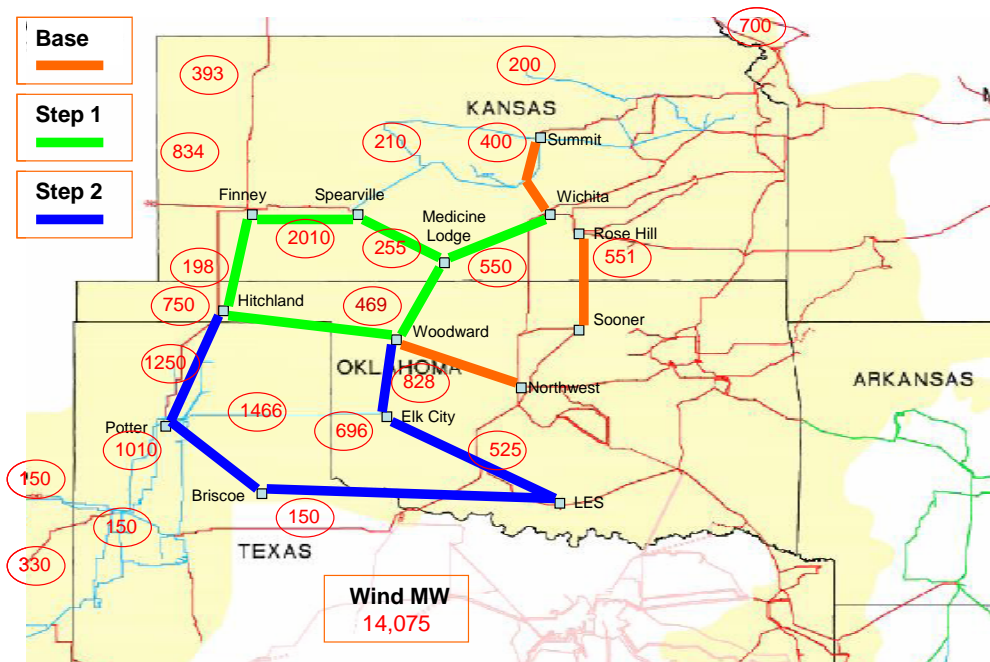 Base
Step 1
Step 2
700
393
200
KANSAS
210
400
Summit
834
Finney
Spearville
Wichita
Medicine
Lodge
2010
255
Rose Hill
198
550
551
750
Hitchland
469
Woodward
Sooner
1250
OKLAHOMA
828
Northwest
ARKANSAS
1466
Elk City
Potter
696
1010
525
150
Briscoe
LES
150
150
TEXAS
330
Wind MW
14,075